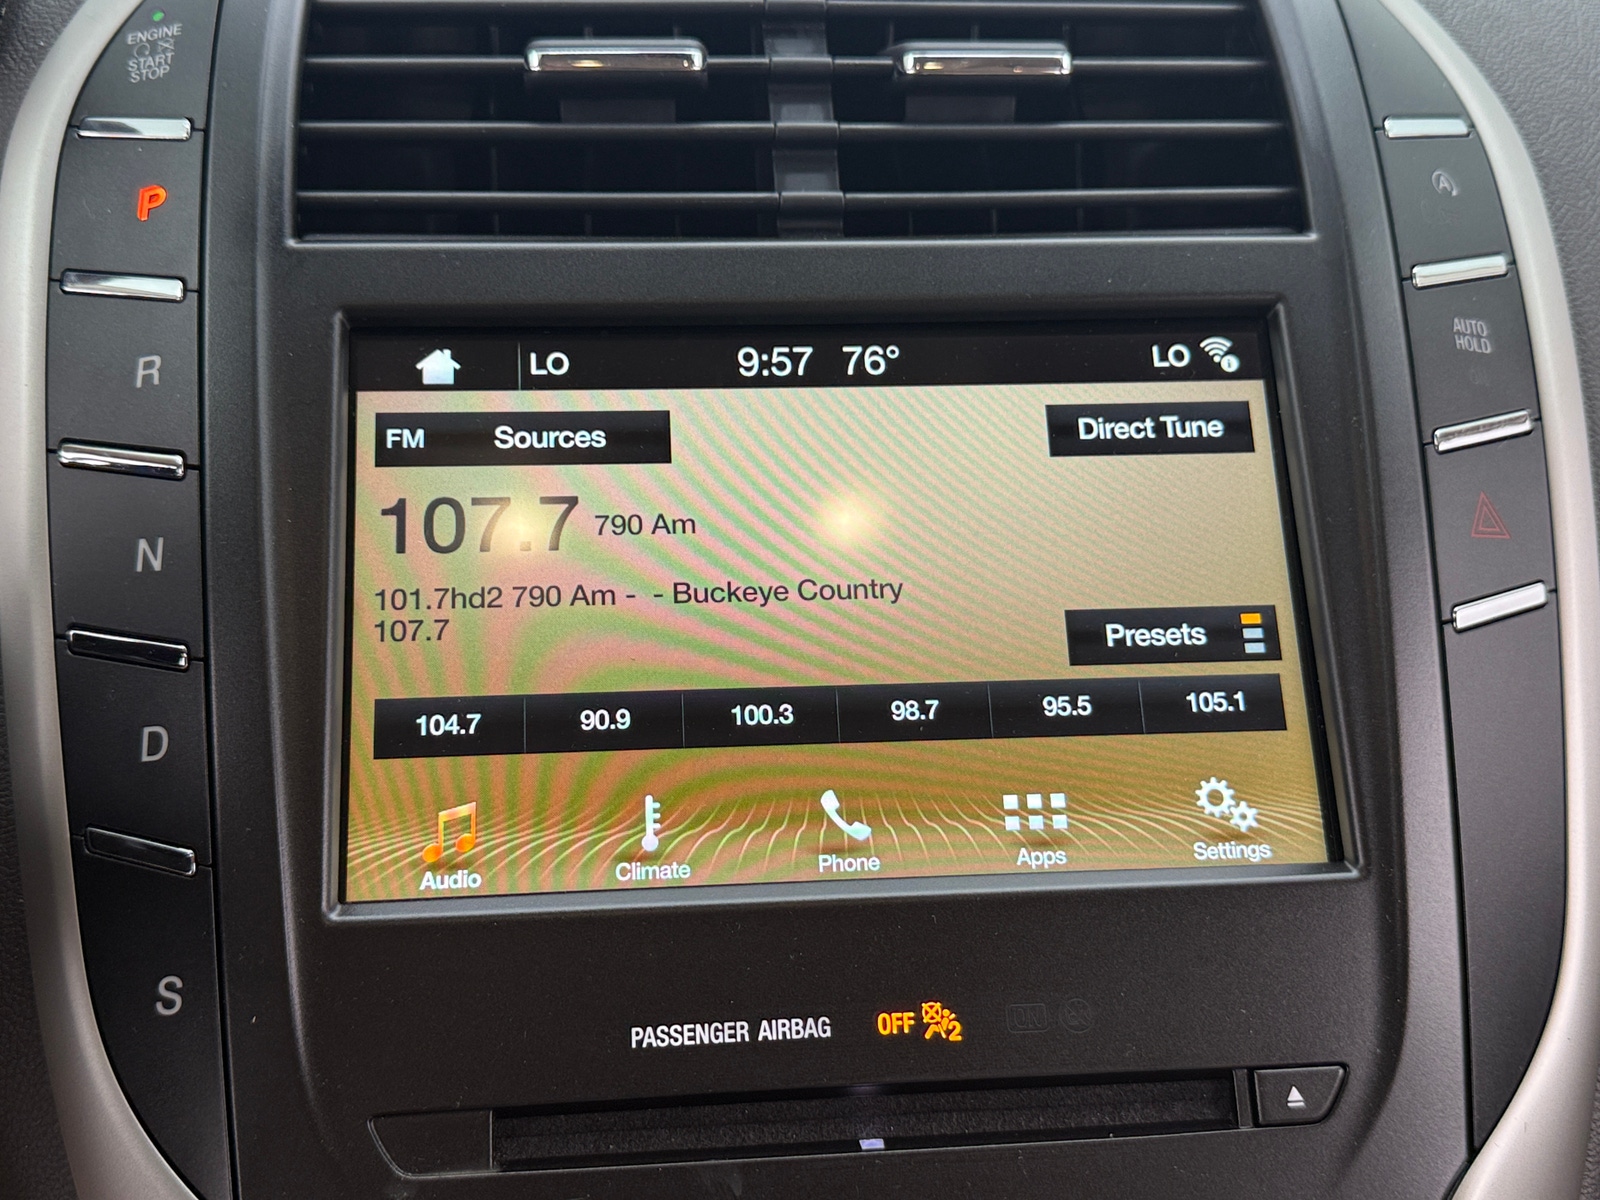 ENGINE
START
STOP
P
R
N
D
S
A
AUTO
HOLD
LO 9:57 76° LO
FM Sources Direct Tune
107.7 790 Am
101.7hd2 790 Am - - Buckeye Country
107.7
Presets
104.7 90.9 100.3 98.7 95.5 105.1
Audio Climate Phone Apps Settings
PASSENGER AIRBAG OFF 2 ON